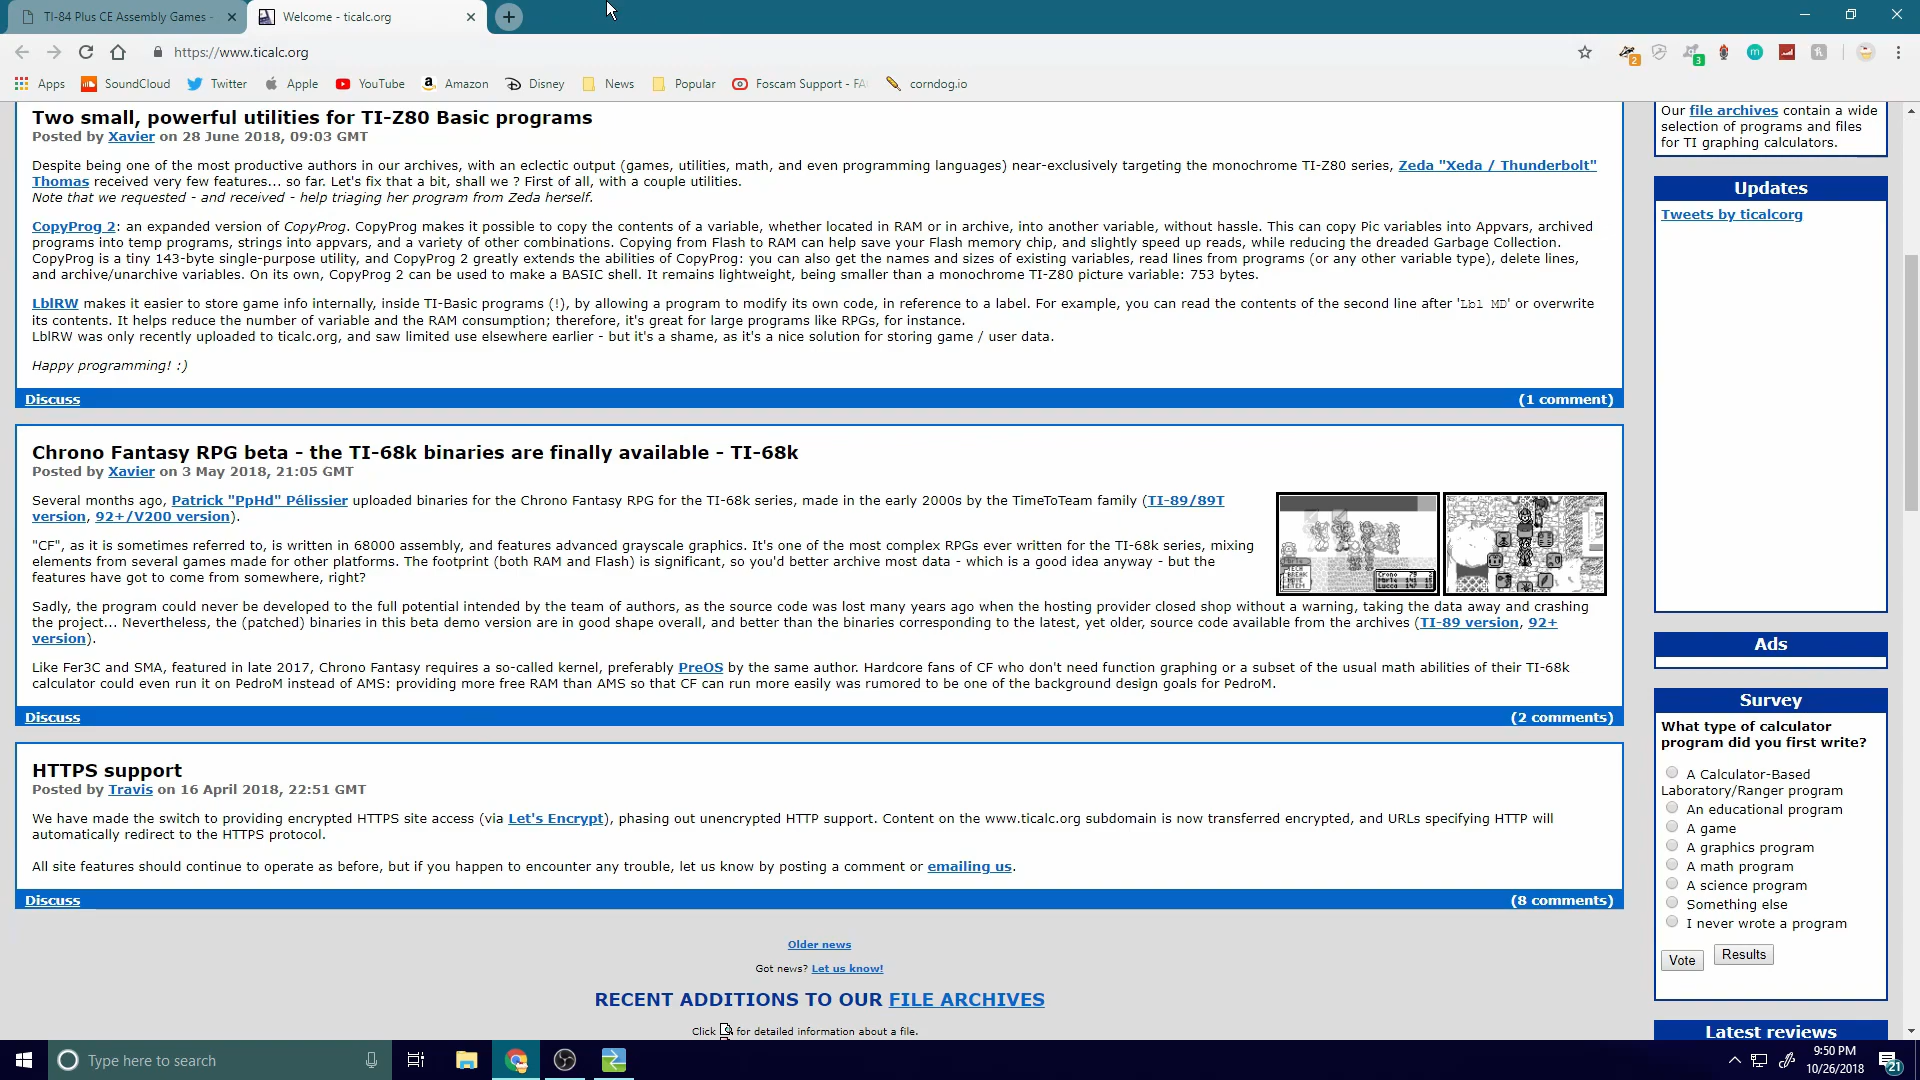 TI-84 Plus CE Assembly Games -
Welcome - ticalc.org
https://www.ticalc.org
2
3
m
Apps
SoundCloud
Twitter
Apple
YouTube
Amazon
Disney
News
Popular
Foscam Support - FA
corndog.io
Two small, powerful utilities for TI-Z80 Basic programs
Posted by Xavier on 28 June 2018, 09:03 GMT
Despite being one of the most productive authors in our archives, with an eclectic output (games, utilities, math, and even programming languages) near-exclusively targeting the monochrome TI-Z80 series, Zeda "Xeda / Thunderbolt"
Thomas received very few features... so far. Let's fix that a bit, shall we ? First of all, with a couple utilities.
Note that we requested - and received - help triaging her program from Zeda herself.
CopyProg 2: an expanded version of CopyProg. CopyProg makes it possible to copy the contents of a variable, whether located in RAM or in archive, into another variable, without hassle. This can copy Pic variables into Appvars, archived
programs into temp programs, strings into appvars, and a variety of other combinations. Copying from Flash to RAM can help save your Flash memory chip, and slightly speed up reads, while reducing the dreaded Garbage Collection.
CopyProg is a tiny 143-byte single-purpose utility, and CopyProg 2 greatly extends the abilities of CopyProg: you can also get the names and sizes of existing variables, read lines from programs (or any other variable type), delete lines,
and archive/unarchive variables. On its own, CopyProg 2 can be used to make a BASIC shell. It remains lightweight, being smaller than a monochrome TI-Z80 picture variable: 753 bytes.
LblRW makes it easier to store game info internally, inside TI-Basic programs (!), by allowing a program to modify its own code, in reference to a label. For example, you can read the contents of the second line after 'Lbl MD' or overwrite
its contents. It helps reduce the number of variable and the RAM consumption; therefore, it's great for large programs like RPGs, for instance.
LblRW was only recently uploaded to ticalc.org, and saw limited use elsewhere earlier - but it's a shame, as it's a nice solution for storing game / user data.
Happy programming! :)
Discuss
(1 comment)
Chrono Fantasy RPG beta - the TI-68k binaries are finally available - TI-68k
Posted by Xavier on 3 May 2018, 21:05 GMT
Several months ago, Patrick "PpHd" Pélissier uploaded binaries for the Chrono Fantasy RPG for the TI-68k series, made in the early 2000s by the TimeToTeam family (TI-89/89T
version, 92+/V200 version).
"CF", as it is sometimes referred to, is written in 68000 assembly, and features advanced grayscale graphics. It's one of the most complex RPGs ever written for the TI-68k series, mixing
elements from several games made for other platforms. The footprint (both RAM and Flash) is significant, so you'd better archive most data - which is a good idea anyway - but the
features have got to come from somewhere, right?
Sadly, the program could never be developed to the full potential intended by the team of authors, as the source code was lost many years ago when the hosting provider closed shop without a warning, taking the data away and crashing
the project... Nevertheless, the (patched) binaries in this beta demo version are in good shape overall, and better than the binaries corresponding to the latest, yet older, source code available from the archives (TI-89 version, 92+
version).
Like Fer3C and SMA, featured in late 2017, Chrono Fantasy requires a so-called kernel, preferably PreOS by the same author. Hardcore fans of CF who don't need function graphing or a subset of the usual math abilities of their TI-68k
calculator could even run it on PedroM instead of AMS: providing more free RAM than AMS so that CF can run more easily was rumored to be one of the background design goals for PedroM.
Discuss
(2 comments)
HTTPS support
Posted by Travis on 16 April 2018, 22:51 GMT
We have made the switch to providing encrypted HTTPS site access (via Let's Encrypt), phasing out unencrypted HTTP support. Content on the www.ticalc.org subdomain is now transferred encrypted, and URLs specifying HTTP will
automatically redirect to the HTTPS protocol.
All site features should continue to operate as before, but if you happen to encounter any trouble, let us know by posting a comment or emailing us.
Discuss
(8 comments)
Older news
Got news? Let us know!
RECENT ADDITIONS TO OUR FILE ARCHIVES
Click for detailed information about a file.
Our file archives contain a wide
selection of programs and files
for TI graphing calculators.
Updates
Tweets by ticalcorg
Ads
Survey
What type of calculator
program did you first write?
A Calculator-Based
Laboratory/Ranger program
An educational program
A game
A graphics program
A math program
A science program
Something else
I never wrote a program
Vote
Results
Latest reviews
Type here to search
9:50 PM
10/26/2018
21